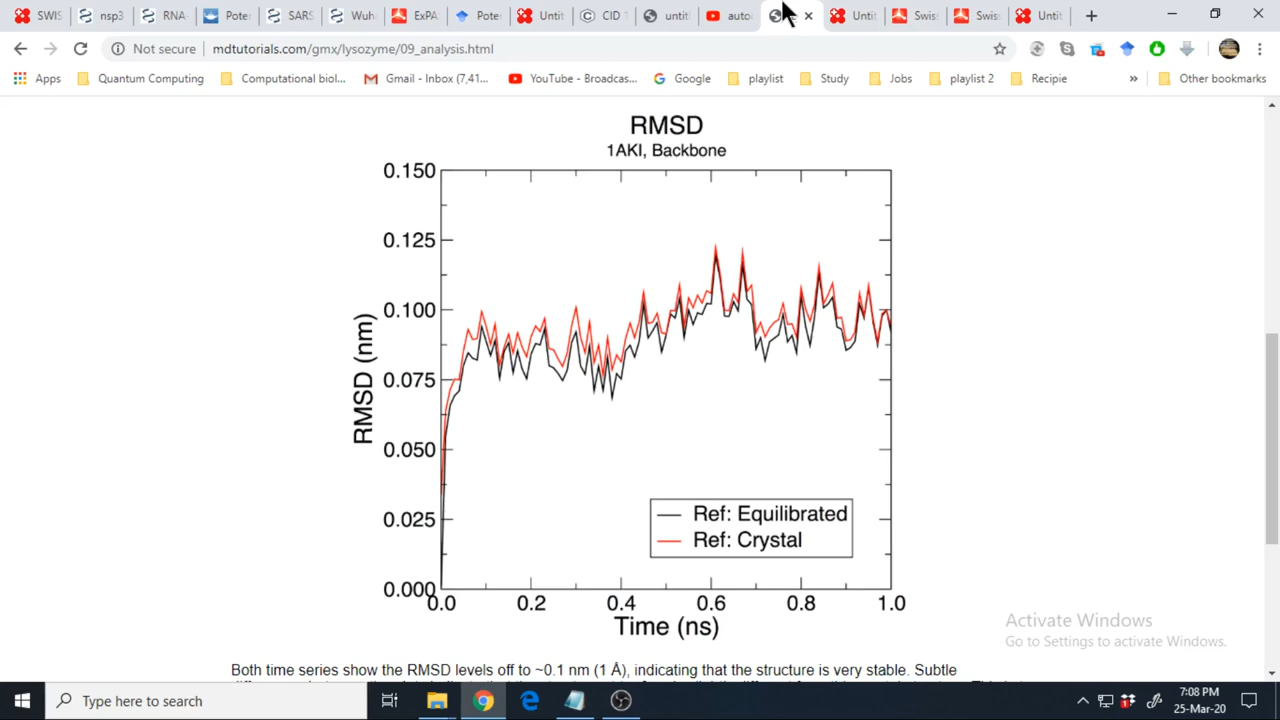 SWIS
nsp3
RNA-
Poter
SARS
Wuh
ExPA
Poter
Untit
CID 1
untitl
auto
Untit
Swis
Swis
Untit
Not secure
mdtutorials.com/gmx/lysozyme/09_analysis.html
Apps
Quantum Computing
Computational biol...
Gmail - Inbox (7,41...
YouTube - Broadcas...
Google
playlist
Study
Jobs
playlist 2
Recipie
»
Other bookmarks
RMSD
1AKI, Backbone
0.150
0.125
0.100
0.075
0.050
0.025
0.000
RMSD (nm)
Ref: Equilibrated
Ref: Crystal
0.0 0.2 0.4 0.6 0.8 1.0
Time (ns)
Activate Windows
Go to Settings to activate Windows.
Both time series show the RMSD levels off to ~0.1 nm (1 Å), indicating that the structure is very stable. Subtle
Type here to search
7:08 PM
25-Mar-20